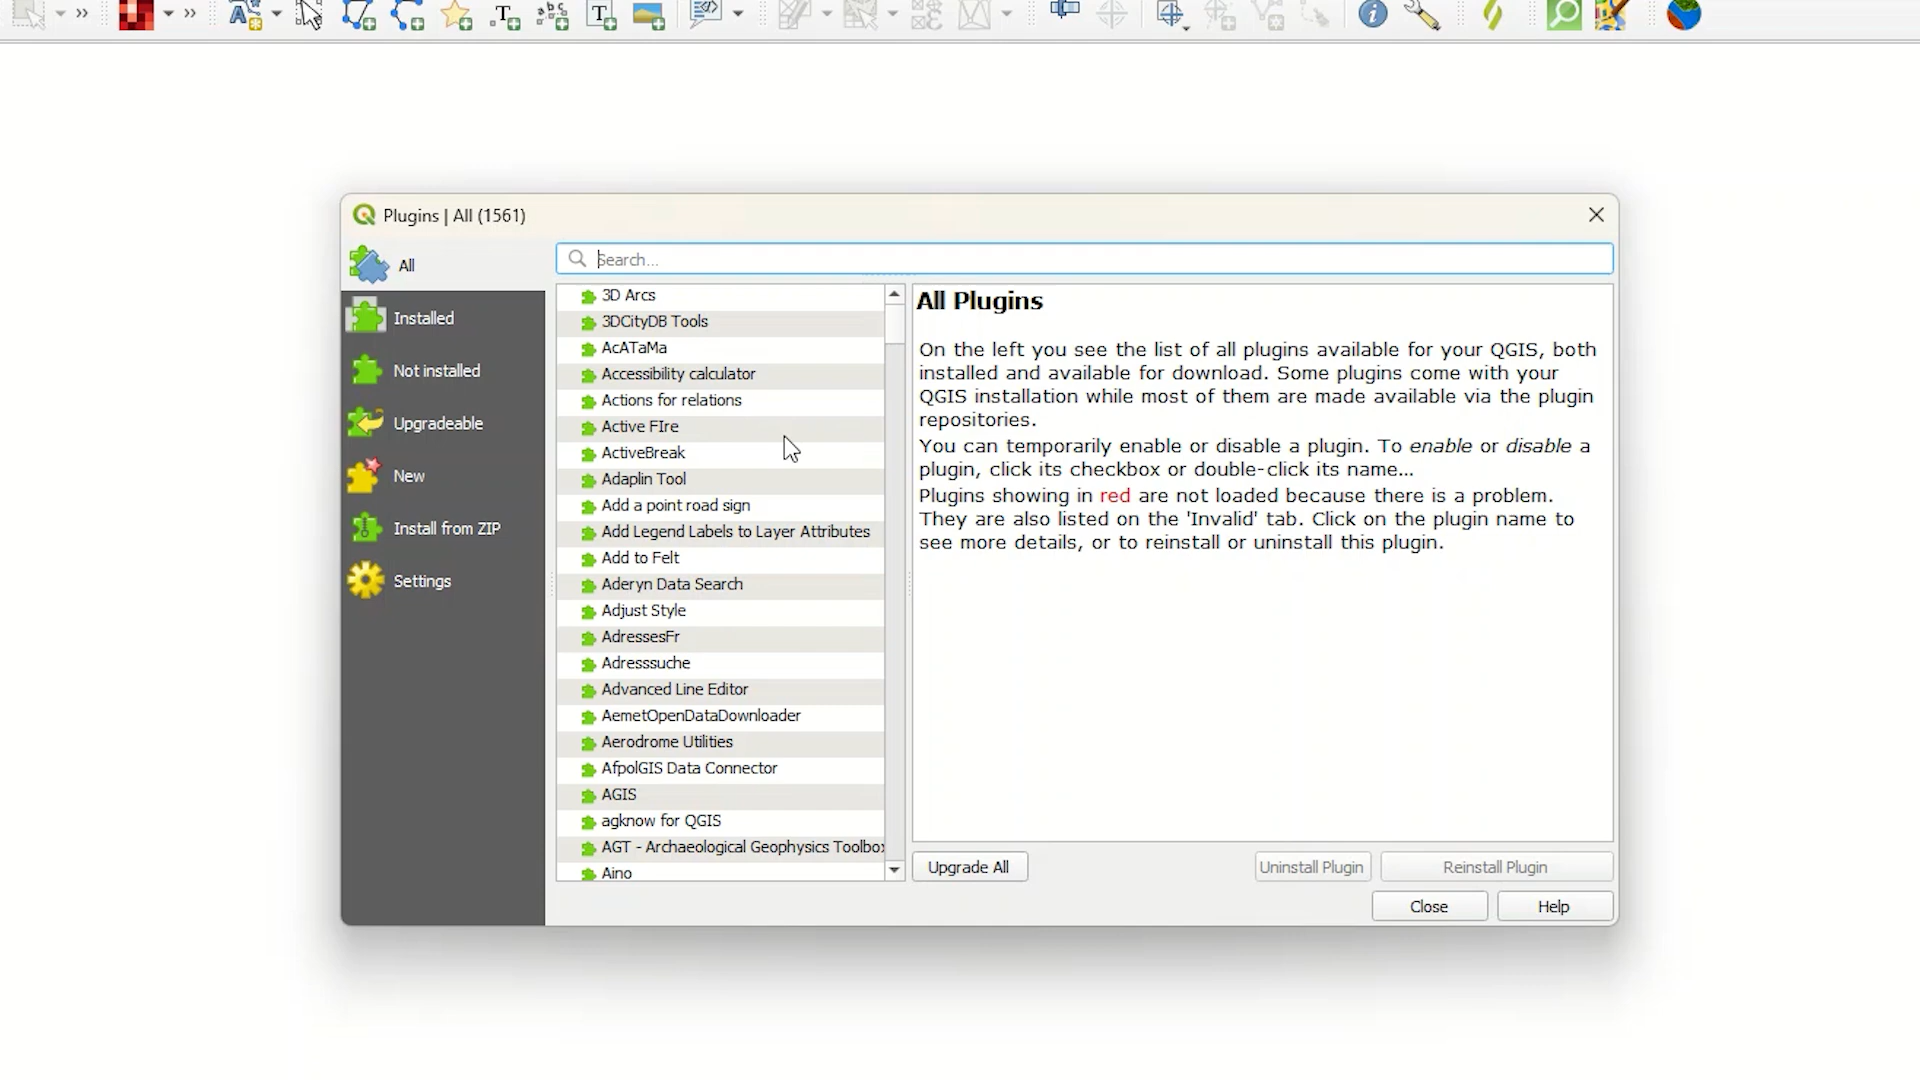 Plugins | All (1561)
All
Installed
Not installed
Upgradeable
New
Install from ZIP
Settings
Search...
3D Arcs
3DCityDB Tools
AcATaMa
Accessibility calculator
Actions for relations
Active FIre
ActiveBreak
Adaplin Tool
Add a point road sign
Add Legend Labels to Layer Attributes
Add to Felt
Aderyn Data Search
Adjust Style
AdressesFr
Adresssuche
Advanced Line Editor
AemetOpenDataDownloader
Aerodrome Utilities
AfpolGIS Data Connector
AGIS
agknow for QGIS
AGT - Archaeological Geophysics Toolbox
Aino
All Plugins
On the left you see the list of all plugins available for your QGIS, both
installed and available for download. Some plugins come with your
QGIS installation while most of them are made available via the plugin
repositories.
You can temporarily enable or disable a plugin. To enable or disable a
plugin, click its checkbox or double-click its name...
Plugins showing in red are not loaded because there is a problem.
They are also listed on the 'Invalid' tab. Click on the plugin name to
see more details, or to reinstall or uninstall this plugin.
Upgrade All
Uninstall Plugin
Reinstall Plugin
Close
Help